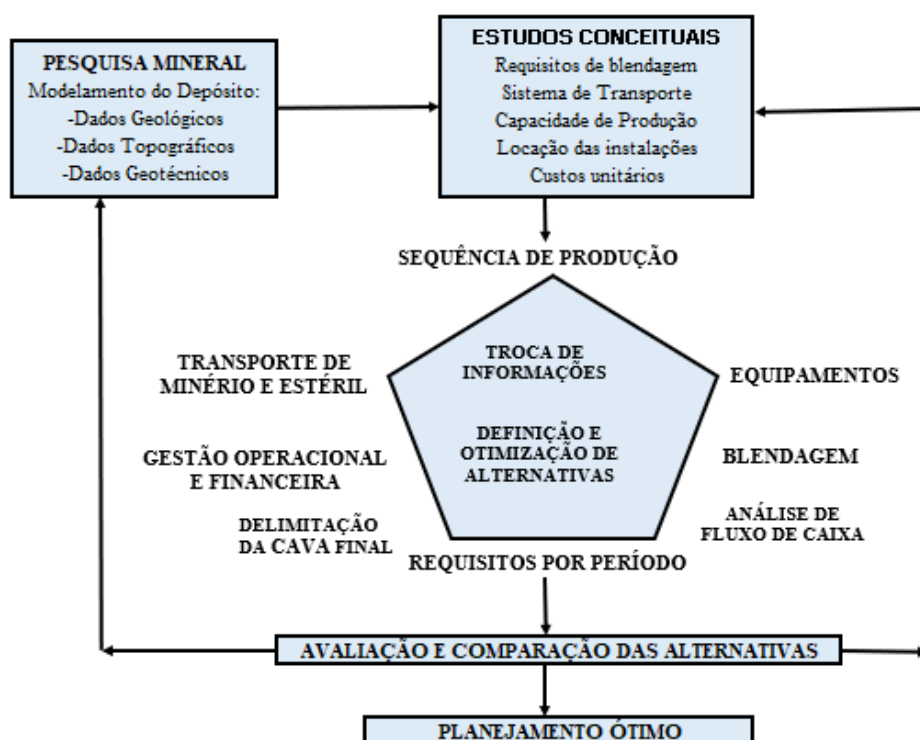 PESQUISA MINERAL
Modelamento do Depósito:
-Dados Geológicos
-Dados Topográficos
-Dados Geotécnicos
ESTUDOS CONCEITUAIS
Requisitos de blendagem
Sistema de Transporte
Capacidade de Produção
Locação das instalações
Custos unitários
SEQUÊNCIA DE PRODUÇÃO
TRANSPORTE DE
MINÉRIO E ESTÉRIL
TROCA DE
INFORMAÇÕES
EQUIPAMENTOS
GESTÃO OPERACIONAL
E FINANCEIRA
DEFINIÇÃO E
OTIMIZAÇÃO DE
ALTERNATIVAS
BLENDAGEM
DELIMITAÇÃO
DA CAVA FINAL
ANÁLISE DE
FLUXO DE CAIXA
REQUISITOS POR PERÍODO
AVALIAÇÃO E COMPARAÇÃO DAS ALTERNATIVAS
PLANEJAMENTO ÓTIMO